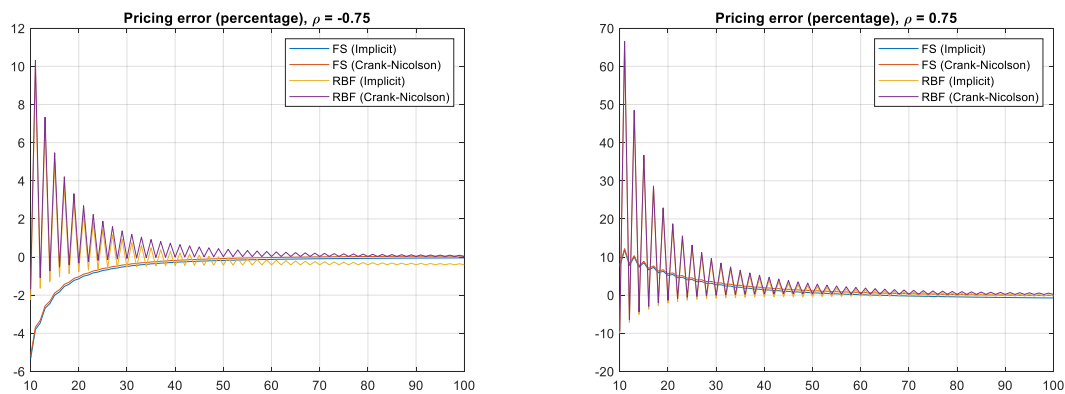 Pricing error (percentage), ρ = -0.75
12
10
8
6
4
2
0
-2
-4
-6
10 20 30 40 50 60 70 80 90 100
FS (Implicit)
FS (Crank-Nicolson)
RBF (Implicit)
RBF (Crank-Nicolson)
Pricing error (percentage), ρ = 0.75
70
60
50
40
30
20
10
0
-10
-20
10 20 30 40 50 60 70 80 90 100
FS (Implicit)
FS (Crank-Nicolson)
RBF (Implicit)
RBF (Crank-Nicolson)